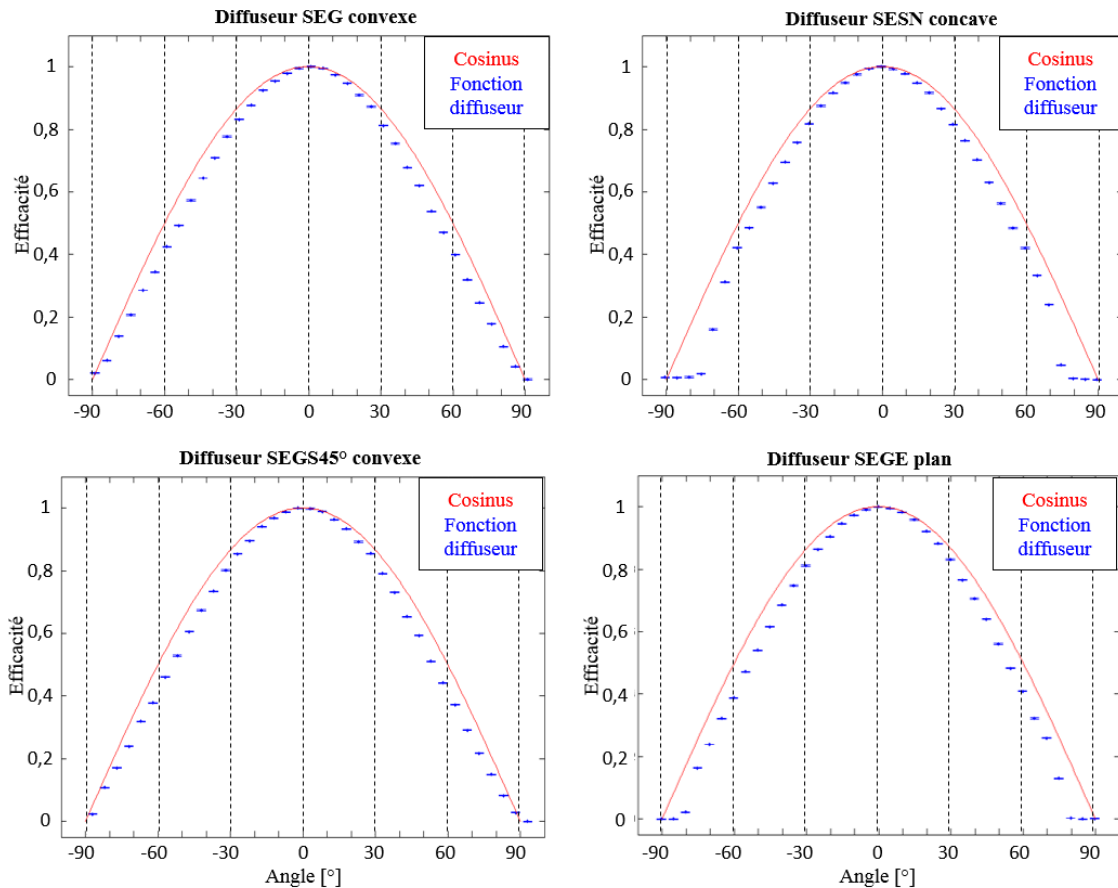 Diffuseur SEG convexe
Cosinus
Fonction
diffuseur
Efficacité
1
0,8
0,6
0,4
0,2
0
-90 -60 -30 0 30 60 90
Diffuseur SESN concave
Cosinus
Fonction
diffuseur
Efficacité
1
0,8
0,6
0,4
0,2
0
-90 -60 -30 0 30 60 90
Diffuseur SEGS45° convexe
Cosinus
Fonction
diffuseur
Efficacité
1
0,8
0,6
0,4
0,2
0
-90 -60 -30 0 30 60 90
Angle [°]
Diffuseur SEGE plan
Cosinus
Fonction
diffuseur
Efficacité
1
0,8
0,6
0,4
0,2
0
-90 -60 -30 0 30 60 90
Angle [°]